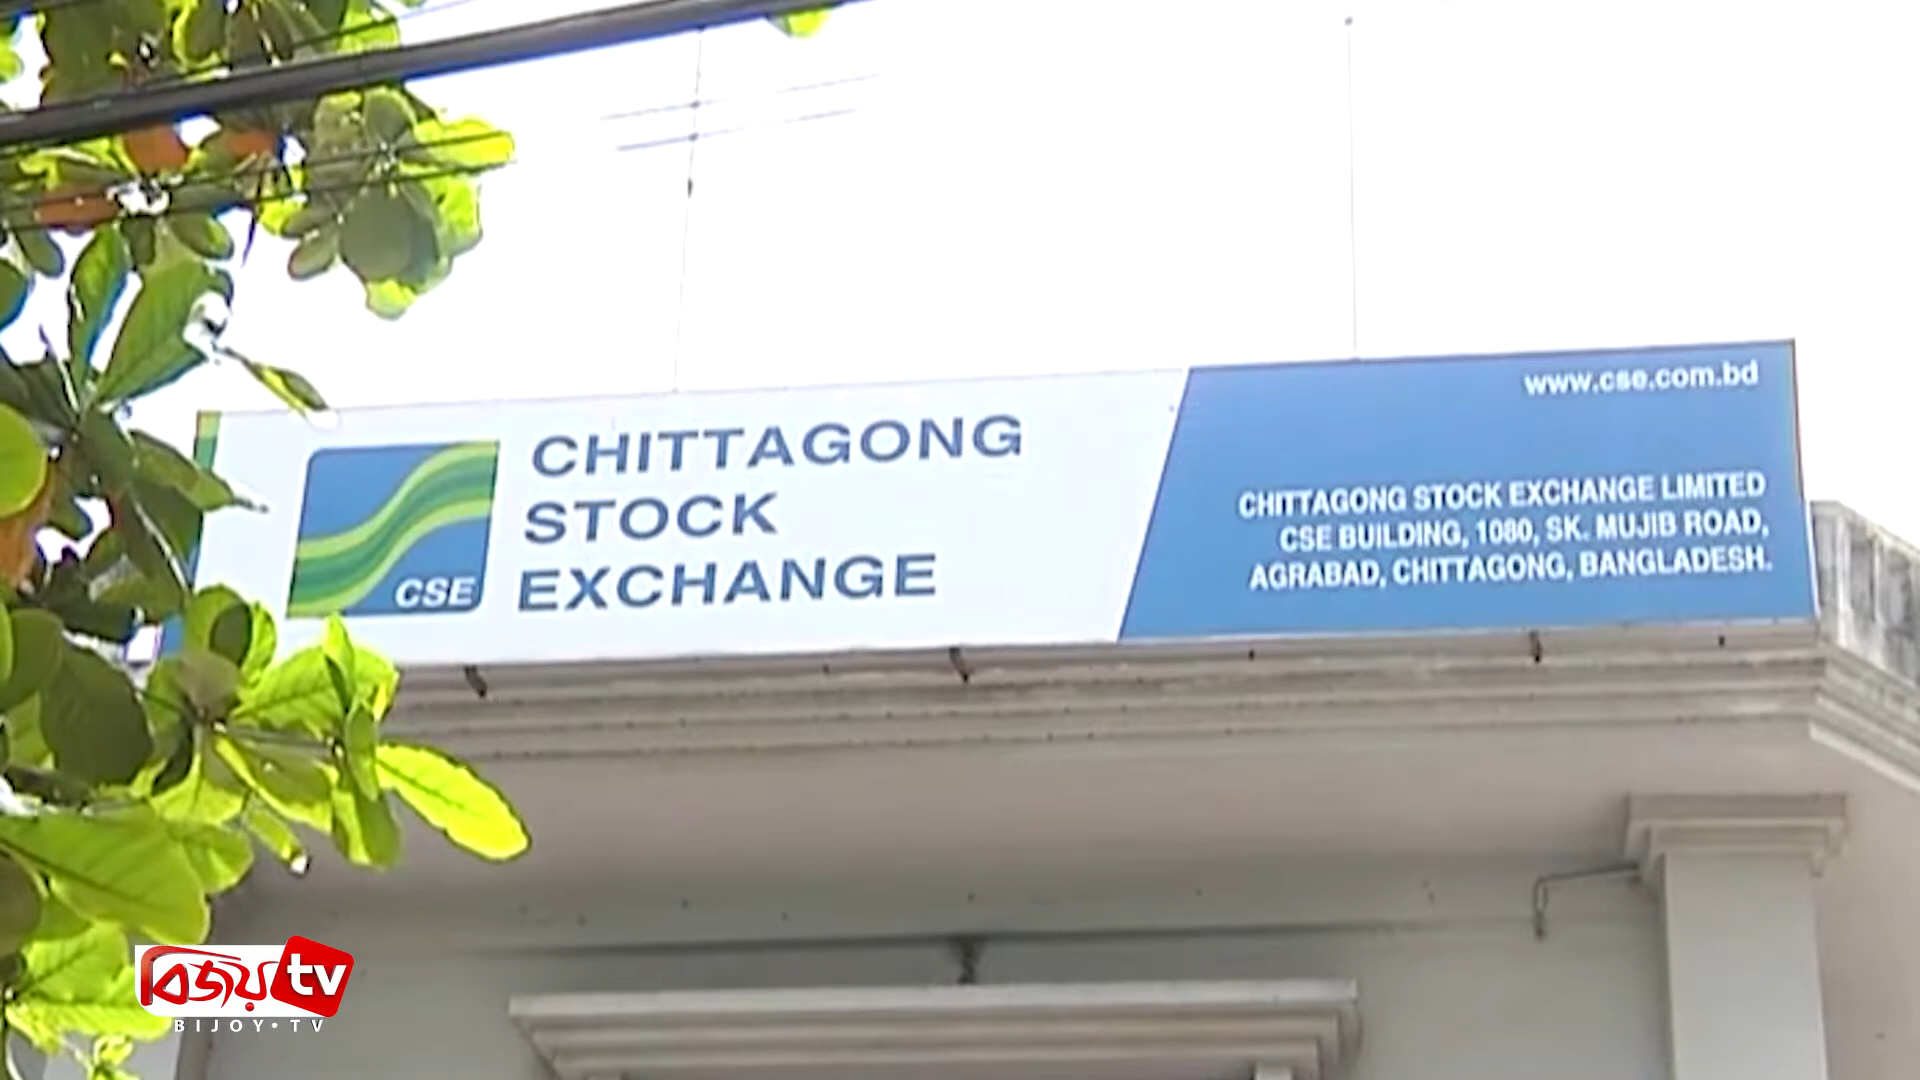 CHITTAGONG
STOCK
EXCHANGE
CSE
www.cse.com.bd
CHITTAGONG STOCK EXCHANGE LIMITED
CSE BUILDING, 1080, SK. MUJIB ROAD,
AGRABAD, CHITTAGONG, BANGLADESH.
বিজয় tv
BIJOY•TV